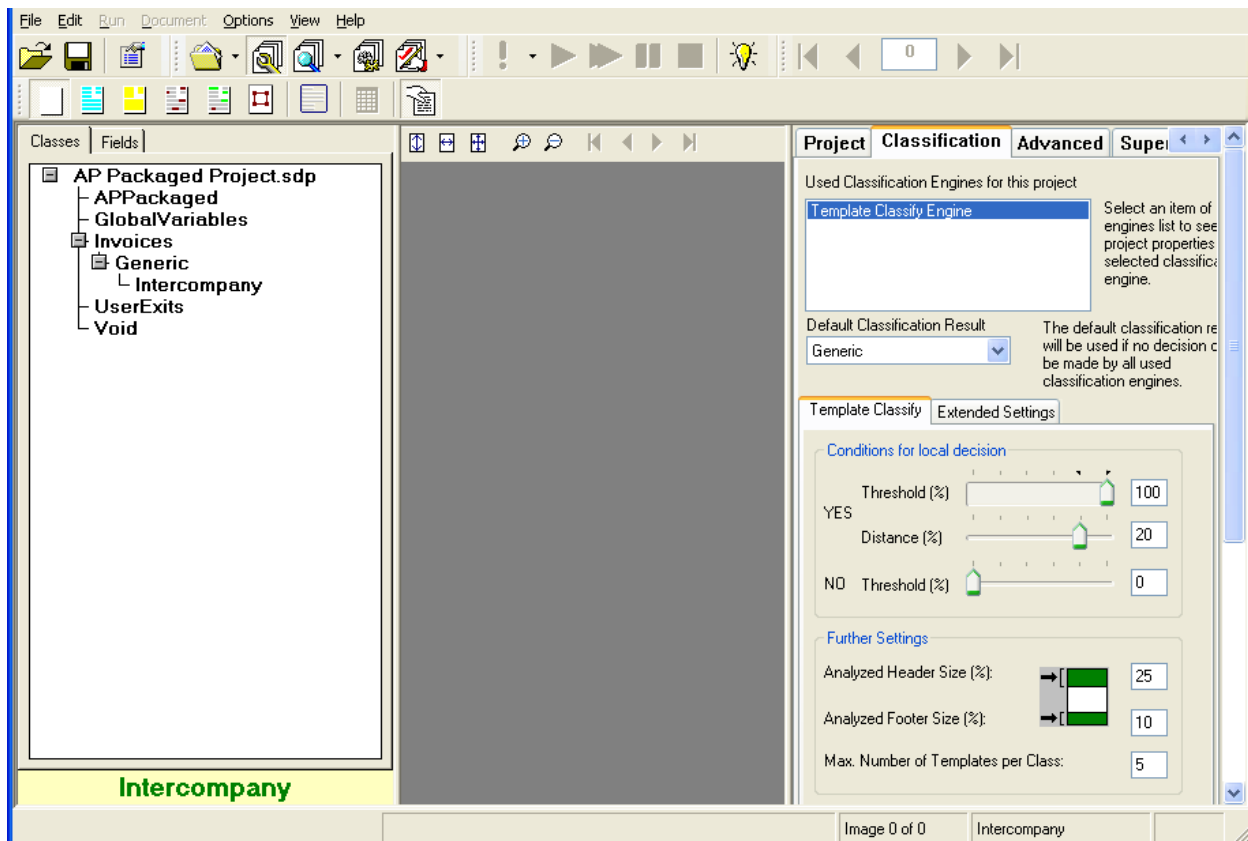 File Edit Run Document Options View Help
0
Classes Fields
AP Packaged Project.sdp
APPackaged
GlobalVariables
Invoices
Generic
Intercompany
UserExits
Void
Intercompany
Project Classification Advanced
Used Classification Engines for this project
Template Classify Engine
Select an item of
engines list to see
project properties
selected
engine.
Default Classification Result
Generic
The default classification
will be used if no decision
be made by all used
classification engines.
Template Classify Extended Settings
Conditions for local decision
YES
Threshold (%) 100
Distance (%) 20
NO Threshold (%) 0
Further Settings
Analyzed Header Size (%): 25
Analyzed Footer Size (%): 10
Max. Number of Templates per Class: 5
Image 0 of 0 Intercompany